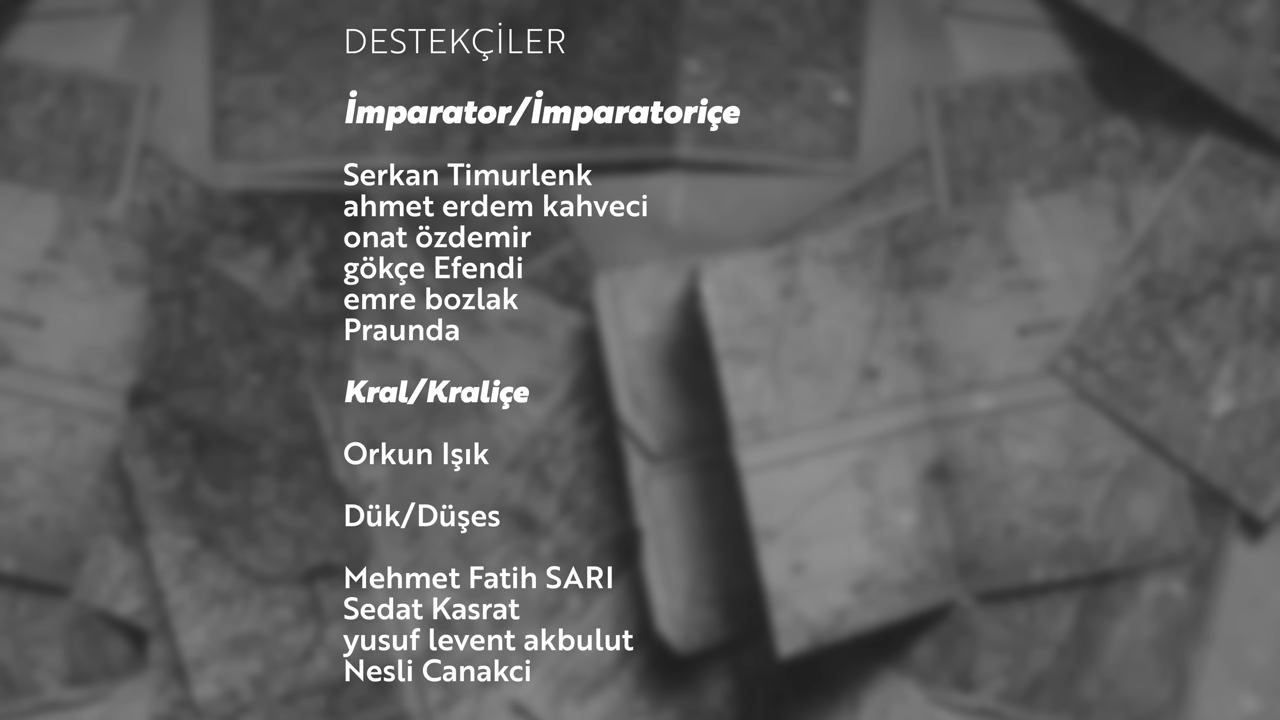 DESTEKÇİLER
İmparator/İmparatoriçe
Serkan Timurlenk
ahmet erdem kahveci
onat özdemir
gökçe Efendi
emre bozlak
Praunda
Kral/Kraliçe
Orkun Işık
Dük/Düşes
Mehmet Fatih SARI
Sedat Kasrat
yusuf levent akbulut
Nesli Canakci